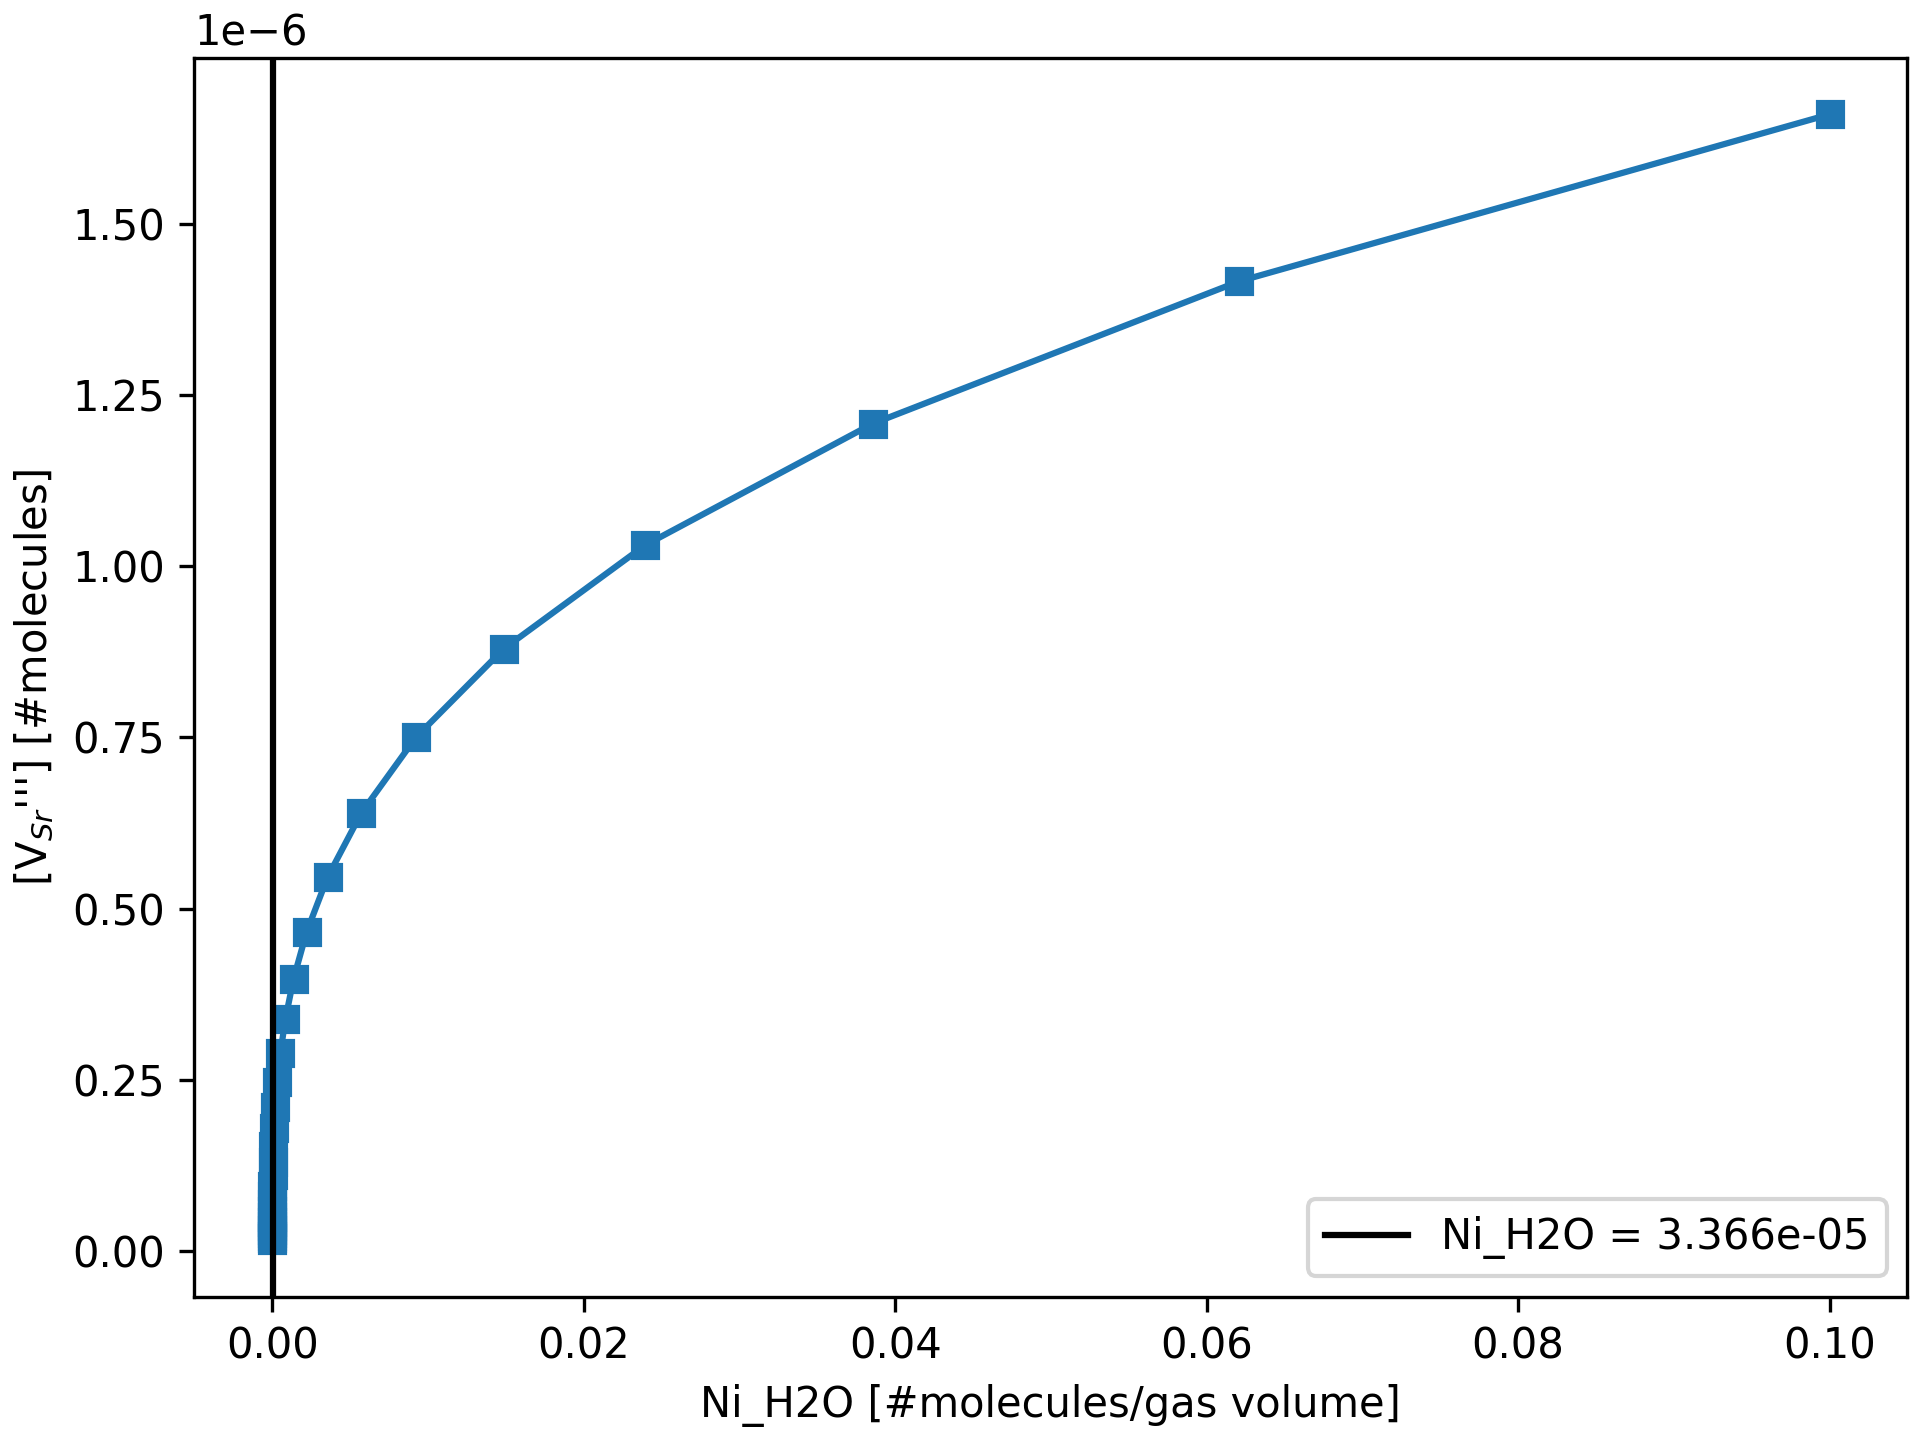 1e−6
1.50
1.25
1.00
0.75
0.50
0.25
0.00
[V_Sr'''] [#molecules]
0.00 0.02 0.04 0.06 0.08 0.10
Ni_H2O [#molecules/gas volume]
Ni_H2O = 3.366e-05